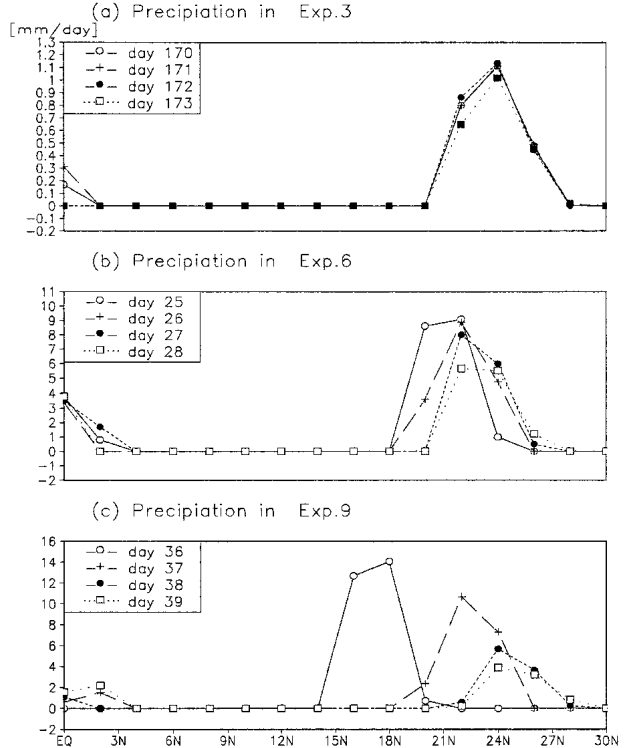 (a) Precipiation in Exp.3
[mm/day]
1.3
1.2
1.1
1
0.9
0.8
0.7
0.6
0.5
0.4
0.3
0.2
0.1
0
-0.1
-0.2
day 170
day 171
day 172
day 173
(b) Precipiation in Exp.6
11
10
9
8
7
6
5
4
3
2
1
0
-1
-2
day 25
day 26
day 27
day 28
(c) Precipiation in Exp.9
16
14
12
10
8
6
4
2
0
-2
day 36
day 37
day 38
day 39
EQ 3N 6N 9N 12N 15N 18N 21N 24N 27N 30N